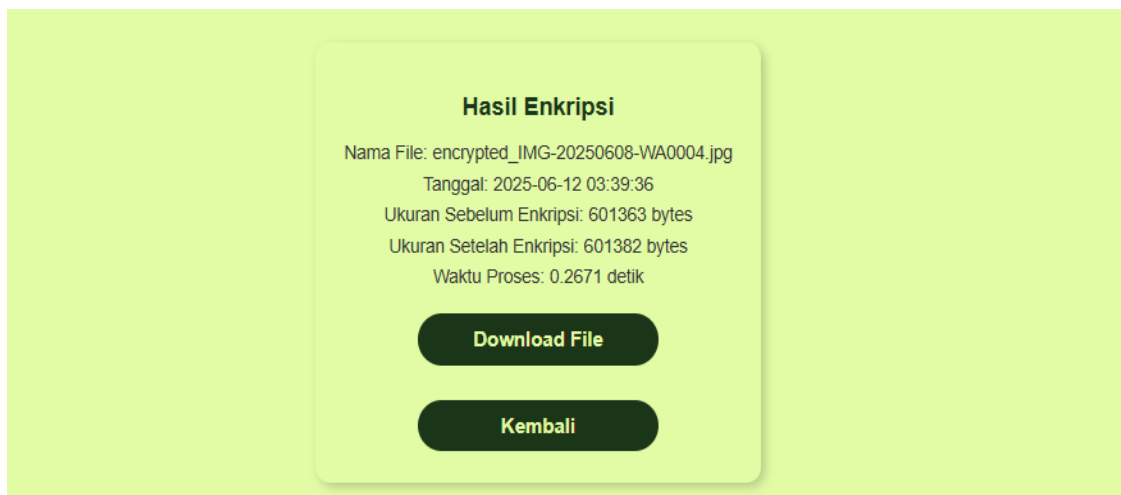 Hasil Enkripsi
Nama File: encrypted_IMG-20250608-WA0004.jpg
Tanggal: 2025-06-12 03:39:36
Ukuran Sebelum Enkripsi: 601363 bytes
Ukuran Setelah Enkripsi: 601382 bytes
Waktu Proses: 0.2671 detik
Download File
Kembali